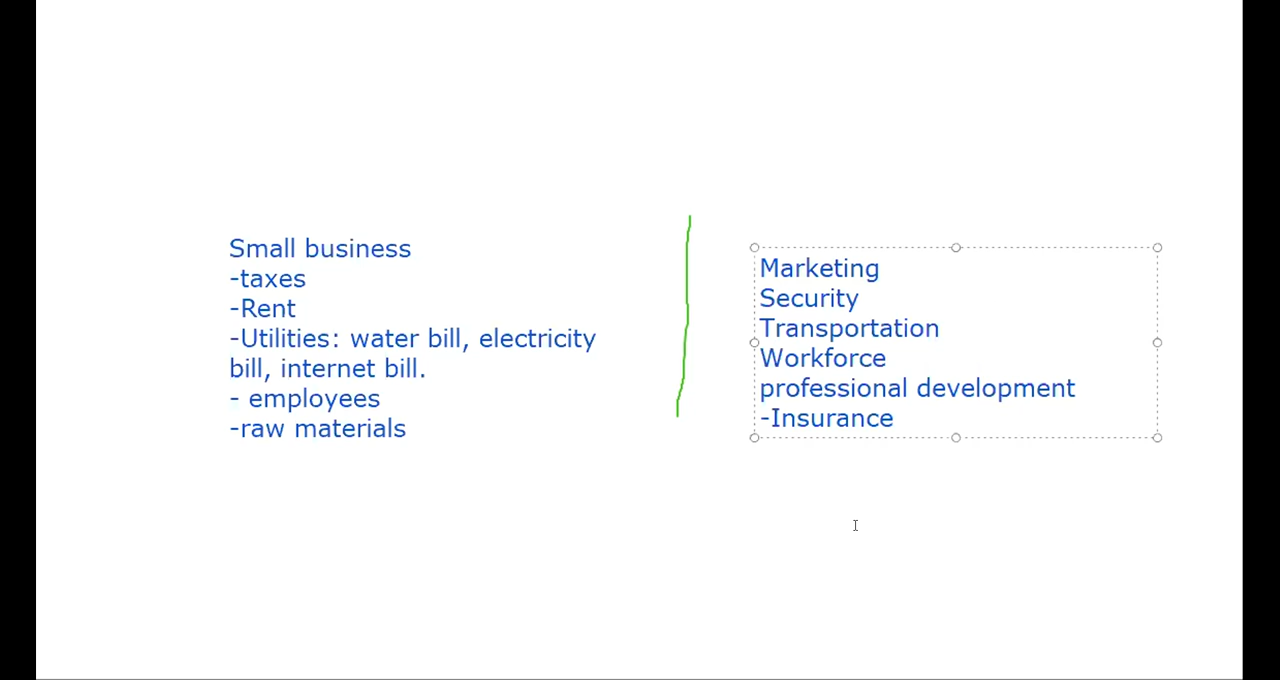 Small business
-taxes
-Rent
-Utilities: water bill, electricity
bill, internet bill.
- employees
-raw materials
Marketing
Security
Transportation
Workforce
professional development
-Insurance